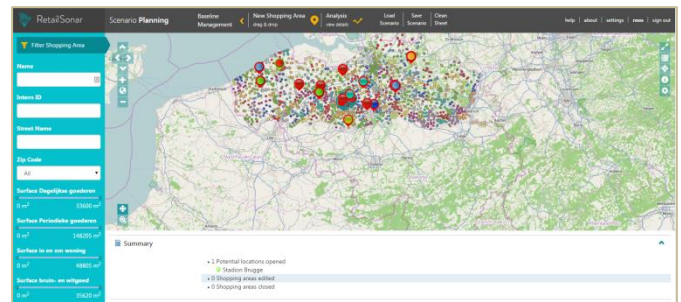 RetailSonar
Scenario Planning
Baseline
Management
New Shopping Area
drag & drop
Analysis
view details
Load
Scenario
Save
Scenario
Clean
Sheet
help | about | settings | roos | sign out
Filter Shopping Area
Name
Intern ID
Street Name
Zip Code
All
Surface Dagelijkse goederen
0 m² 33600 m²
Surface Periodieke goederen
0 m² 146205 m²
Surface in en om woning
0 m² 48805 m²
Surface bruin- en witgoed
0 m² 35620 m²
Summary
• 1 Potential locations opened
Stadion Brugge
• 0 Shopping areas edited
• 0 Shopping areas closed